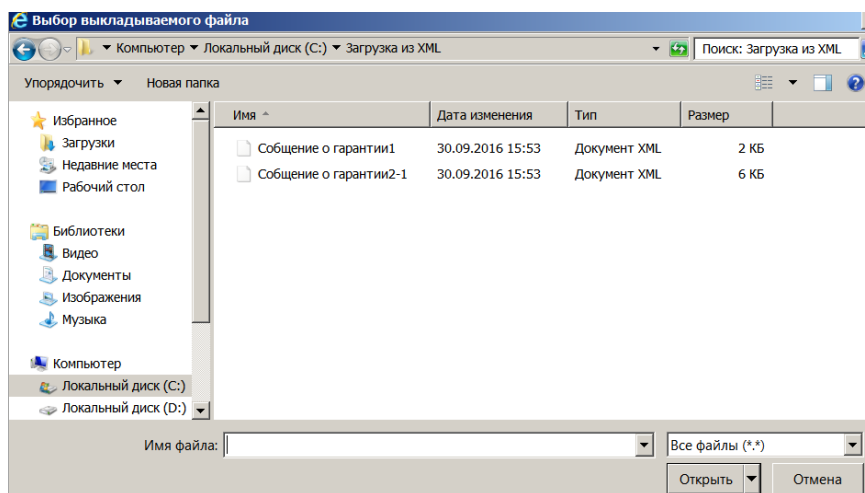 Выбор выкладываемого файла
Компьютер Локальный диск (C:) Загрузка из XML
Поиск: Загрузка из XML
Упорядочить Новая папка
Избранное
Загрузки
Недавние места
Рабочий стол
Библиотеки
Видео
Документы
Изображения
Музыка
Компьютер
Локальный диск (C:)
Локальный диск (D:)
Имя Дата изменения Тип Размер
Собщение о гарантии1 30.09.2016 15:53 Документ XML 2 КБ
Собщение о гарантии2-1 30.09.2016 15:53 Документ XML 6 КБ
Имя файла:
Все файлы (*.*)
Открыть Отмена